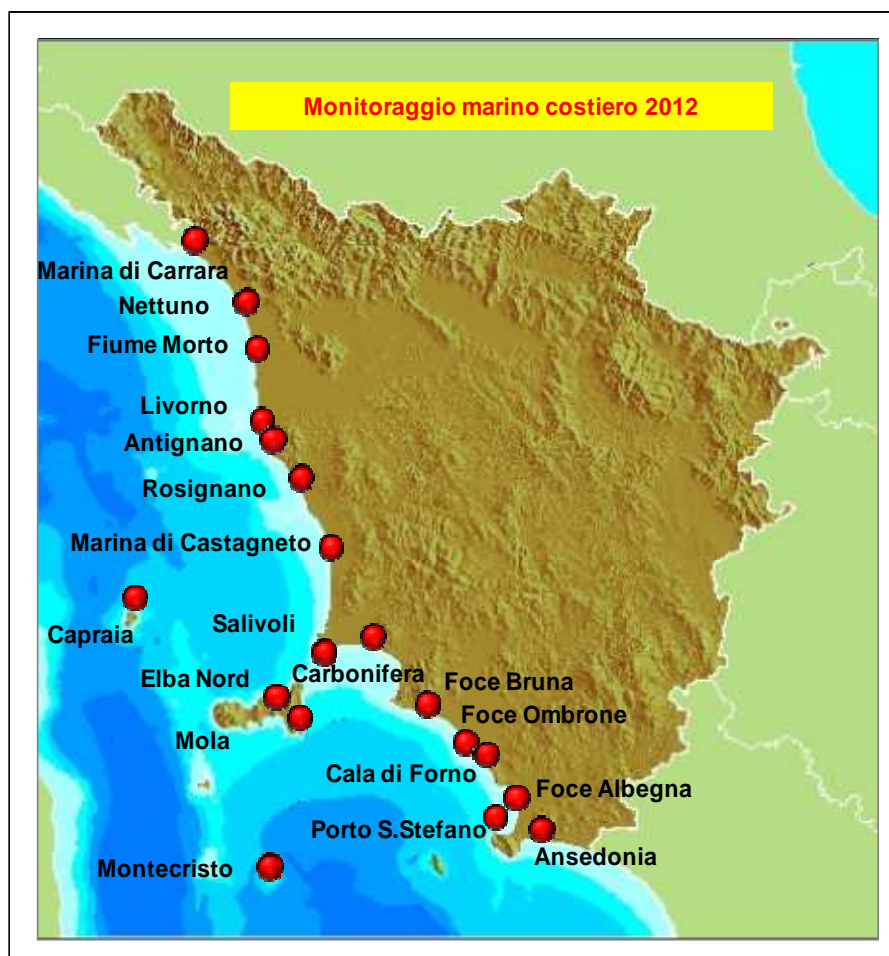 Monitoraggio marino costiero 2012
Marina di Carrara
Nettuno
Fiume Morto
Livorno
Antignano
Rosignano
Marina di Castagneto
Capraia
Salivoli
Carbonifera
Elba Nord
Foce Bruna
Foce Ombrone
Mola
Cala di Forno
Foce Albegna
Porto S.Stefano
Ansedonia
Montecristo